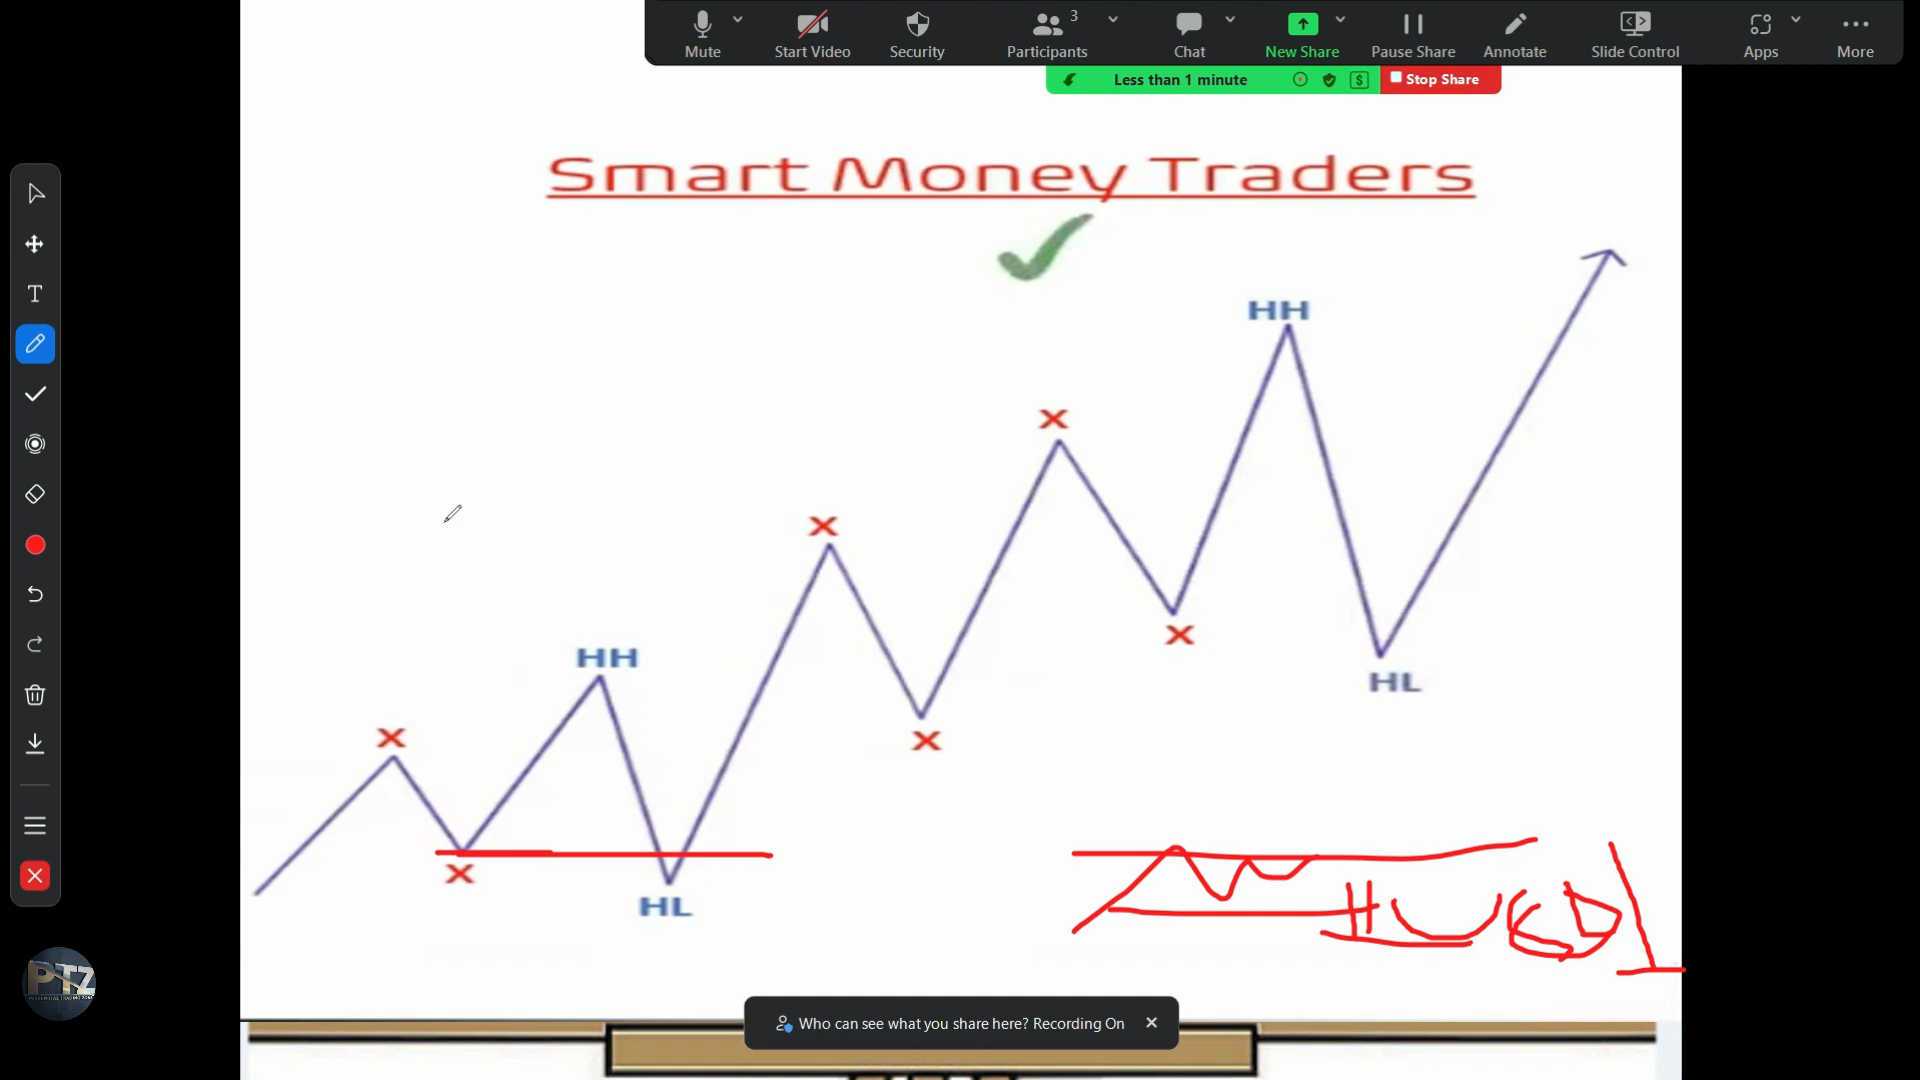 Mute
Start Video
Security
Participants
3
Chat
New Share
Pause Share
Annotate
Slide Control
Apps
More
Less than 1 minute
Stop Share
Smart Money Traders
HH
X
X
HH
X
HL
X
X
X
HL
T
PTZ
Who can see what you share here? Recording On